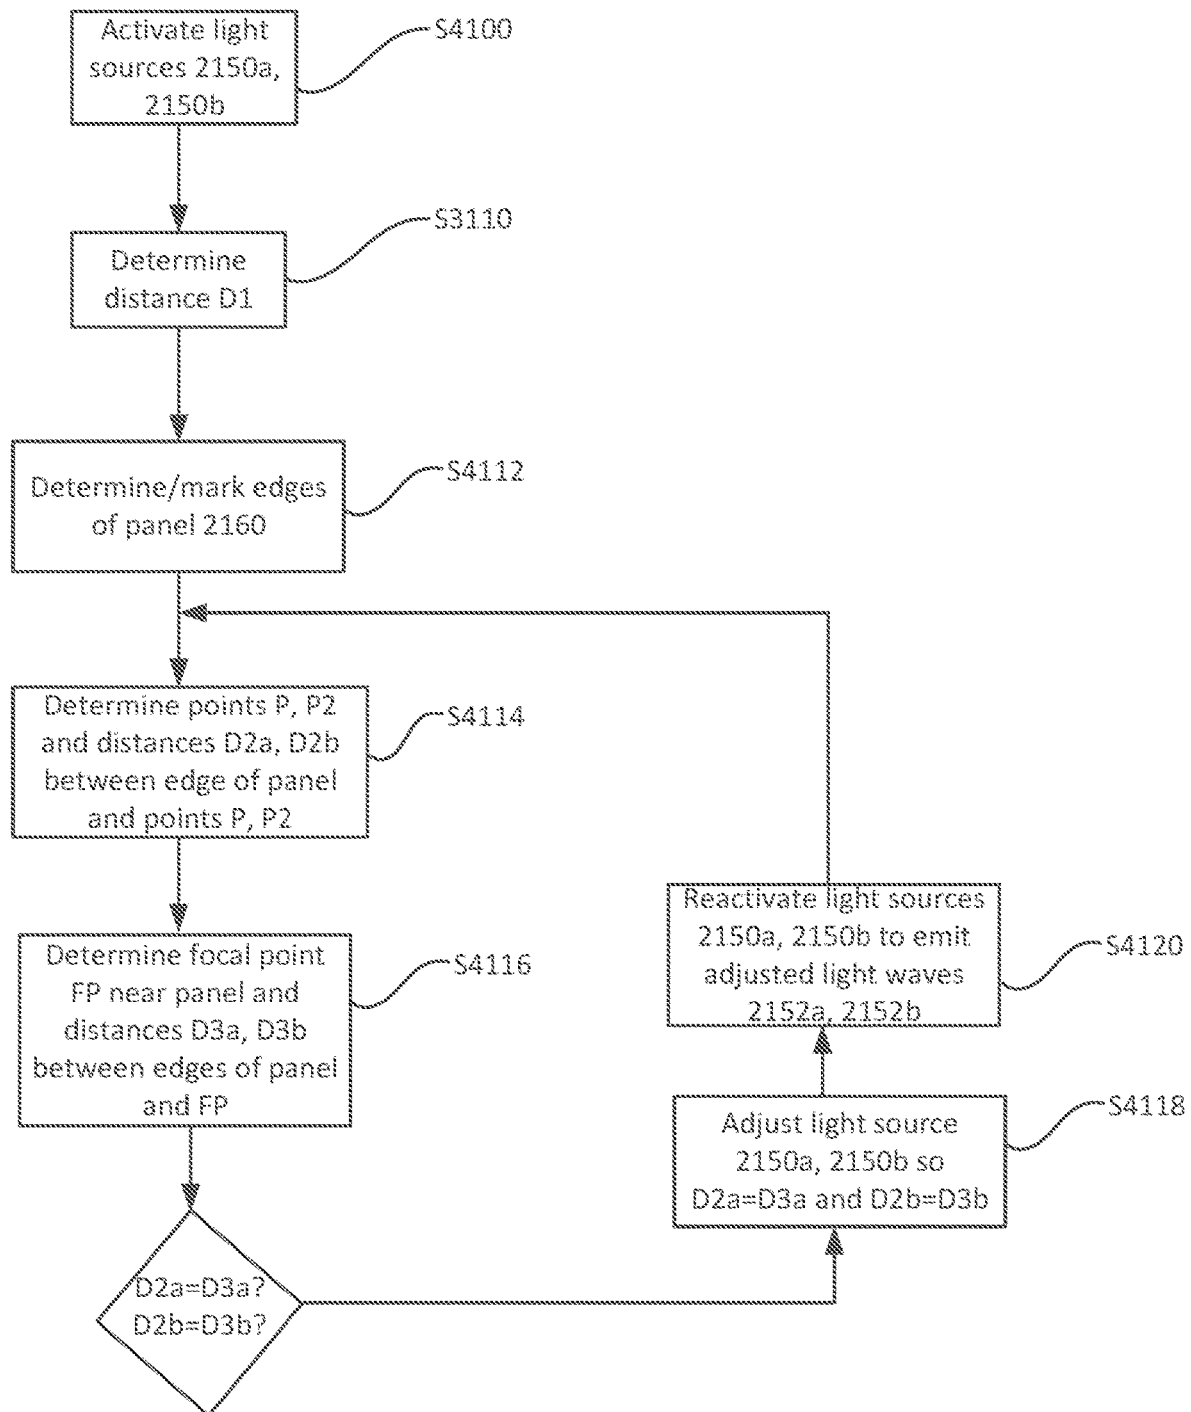 Activate light
sources 2150a,
2150b
S4100
Determine
distance D1
S3110
Determine/mark edges
of panel 2160
S4112
Determine points P, P2
and distances D2a, D2b
between edge of panel
and points P, P2
S4114
Determine focal point
FP near panel and
distances D3a, D3b
between edges of panel
and FP
S4116
D2a=D3a?
D2b=D3b?
Adjust light source
2150a, 2150b so
D2a=D3a and D2b=D3b
S4118
Reactivate light sources
2150a, 2150b to emit
adjusted light waves
2152a, 2152b
S4120